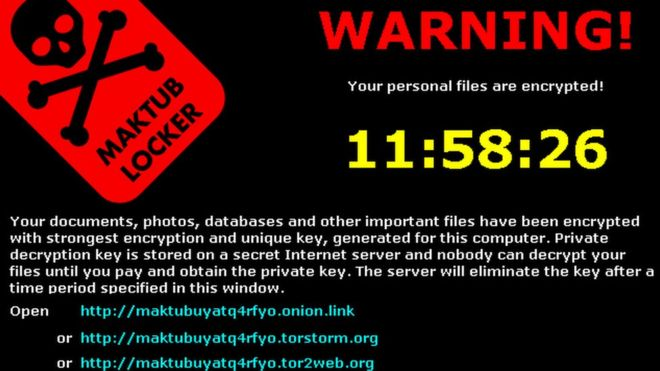 WARNING!
MAKTUB
LOCKER
Your personal files are encrypted!
11:58:26
Your documents, photos, databases and other important files have been encrypted
with strongest encryption and unique key, generated for this computer. Private
decryption key is stored on a secret Internet server and nobody can decrypt your
files until you pay and obtain the private key. The server will eliminate the key after a
time period specified in this window.
Open http://maktubuyatq4rfyo.onion.link
or http://maktubuyatq4rfyo.torstorm.org
or http://maktubuyatq4rfyo.tor2web.org